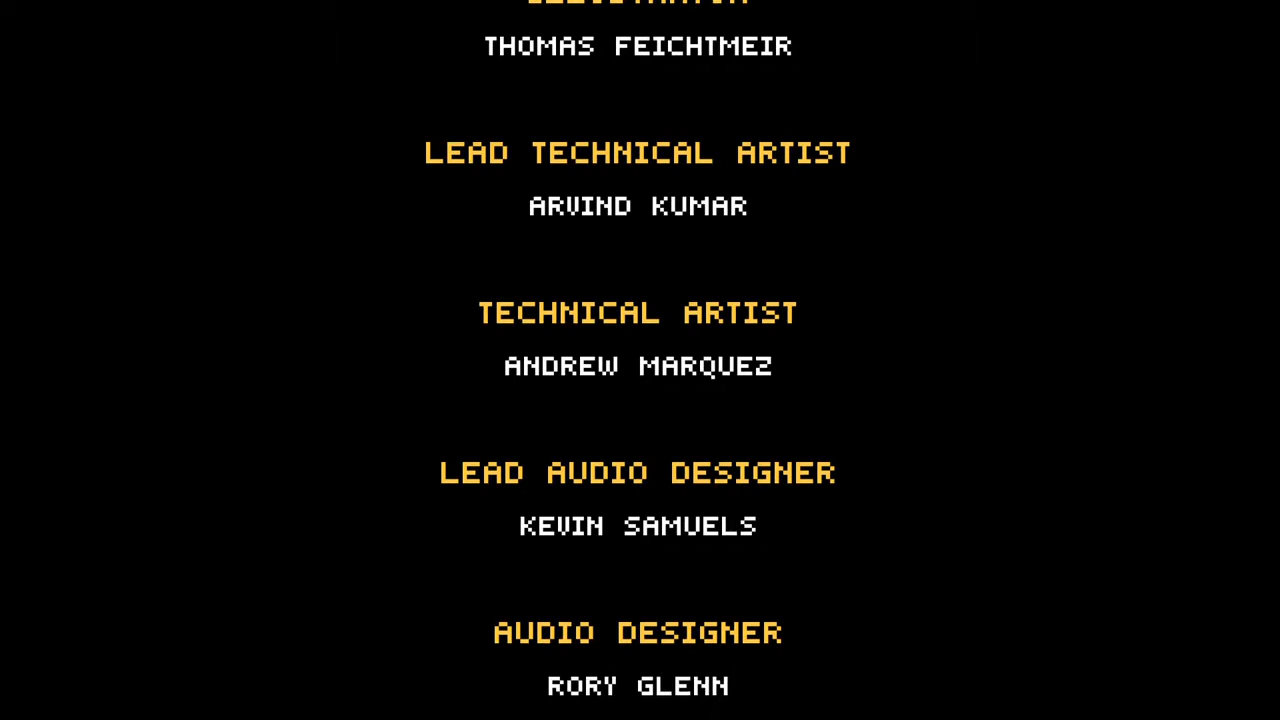 THOMAS FEICHTMEIR
LEAD TECHNICAL ARTIST
ARVIND KUMAR
TECHNICAL ARTIST
ANDREW MARQUEZ
LEAD AUDIO DESIGNER
KEVIN SAMUELS
AUDIO DESIGNER
RORY GLENN